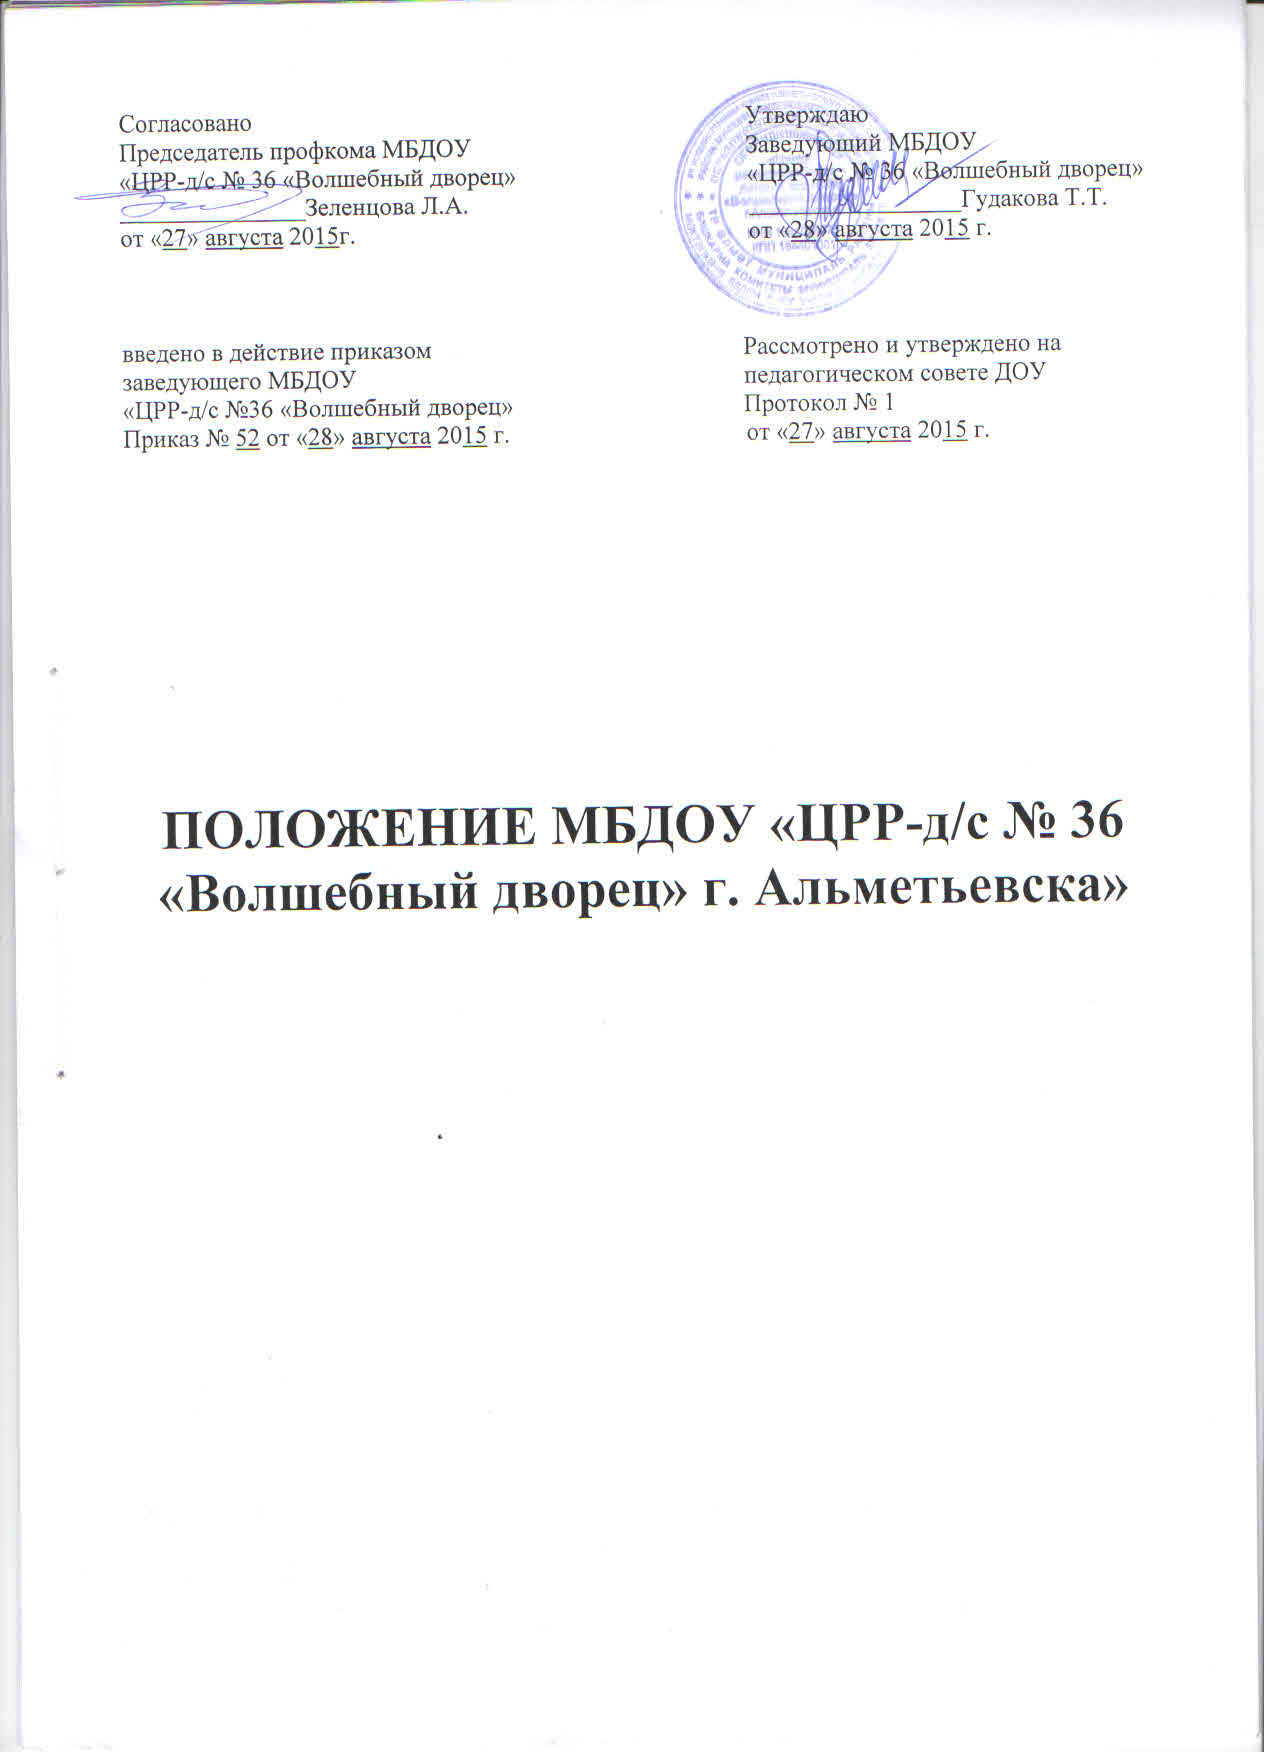 Согласовано
Председатель профкома МБДОУ
«ЦРР-д/с № 36 «Волшебный дворец»
_______________Зеленцова Л.А.
от «27» августа 2015г.
Утверждаю
Заведующий МБДОУ
«ЦРР-д/с № 36 «Волшебный дворец»
_________________Гудакова Т.Т.
от «28» августа 2015 г.
введено в действие приказом
заведующего МБДОУ
«ЦРР-д/с №36 «Волшебный дворец»
Приказ № 52 от «28» августа 2015 г.
Рассмотрено и утверждено на
педагогическом совете ДОУ
Протокол № 1
от «27» августа 2015 г.
ПОЛОЖЕНИЕ МБДОУ «ЦРР-д/с № 36
«Волшебный дворец» г. Альметьевска»